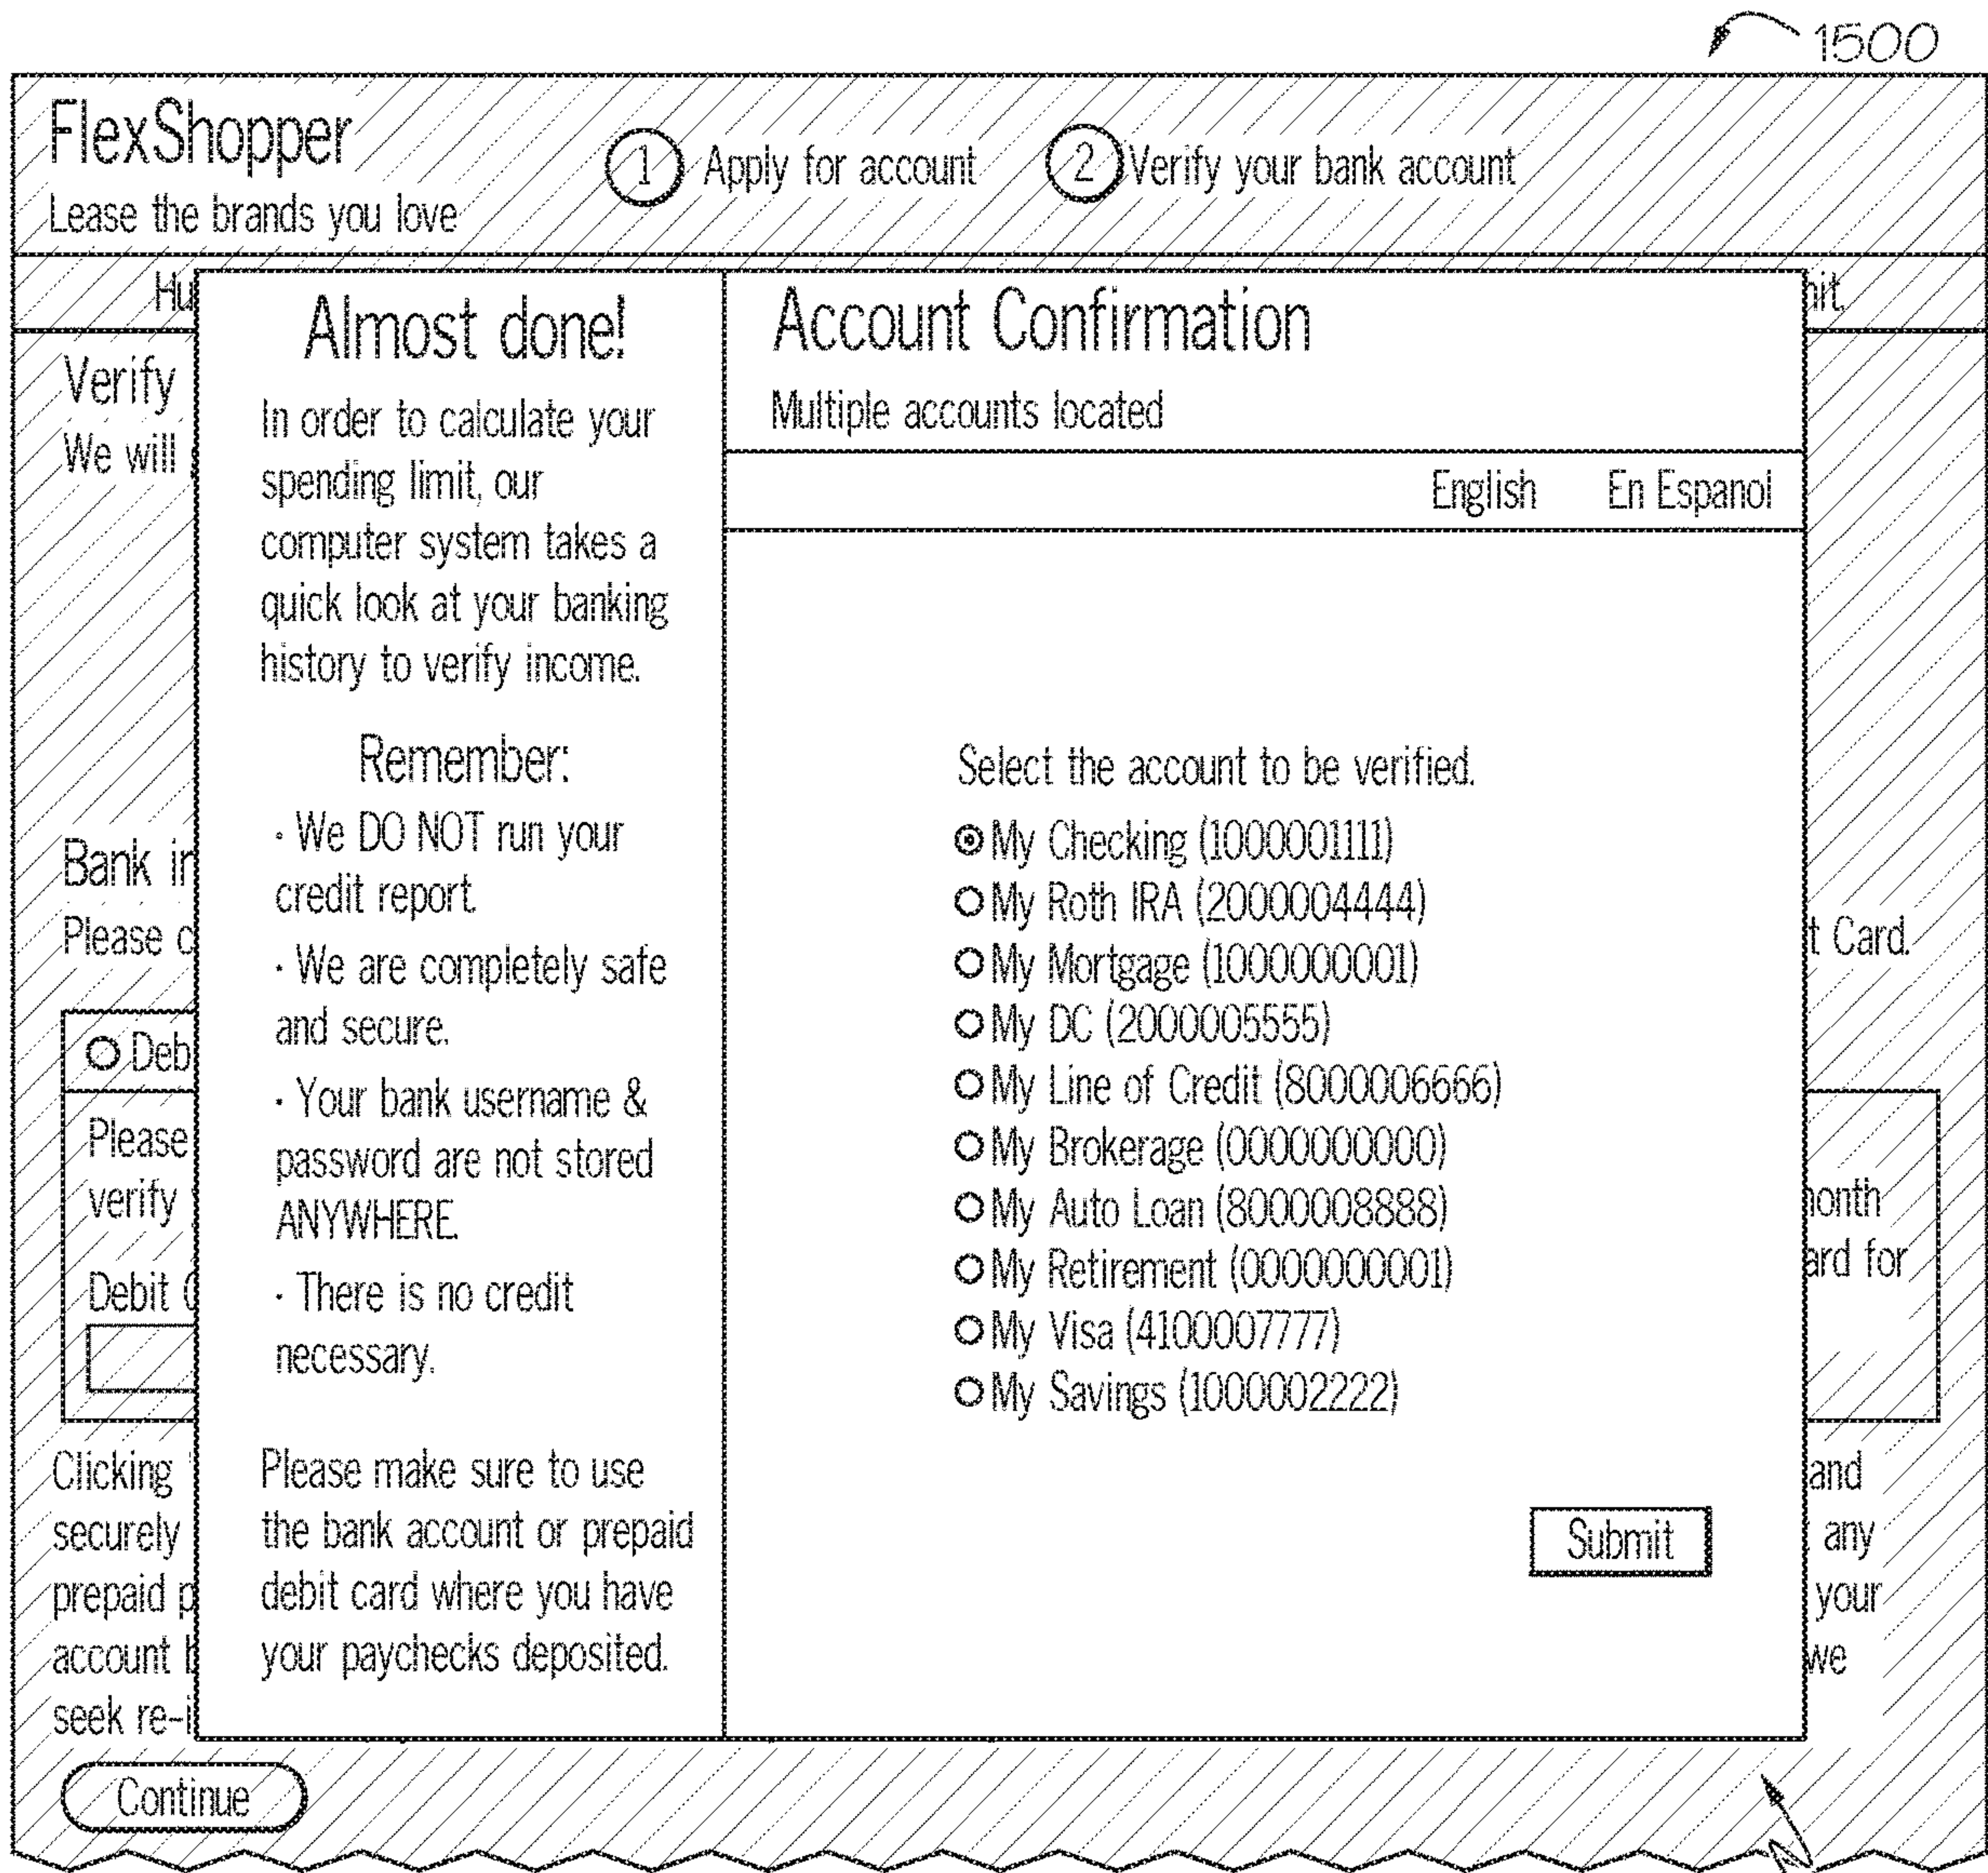 1500
FlexShopper
Lease the brands you love
1 Apply for account 2 Verify your bank account
Hu
nit.
Verify
We will
Bank in
Please c
t Card.
Deb
Please
verify
Debit
onth
ard for
Clicking
securely
prepaid p
account
seek re-i
and
any
your
we
Continue
Almost done!
In order to calculate your
spending limit, our
computer system takes a
quick look at your banking
history to verify income.
Remember:
· We DO NOT run your
credit report.
· We are completely safe
and secure.
· Your bank username &
password are not stored
ANYWHERE.
· There is no credit
necessary.
Please make sure to use
the bank account or prepaid
debit card where you have
your paychecks deposited.
Account Confirmation
Multiple accounts located
English En Espanol
Select the account to be verified.
My Checking (1000001111)
My Roth IRA (2000004444)
My Mortgage (1000000001)
My DC (2000005555)
My Line of Credit (8000006666)
My Brokerage (0000000000)
My Auto Loan (8000008888)
My Retirement (0000000001)
My Visa (4100007777)
My Savings (1000002222)
Submit